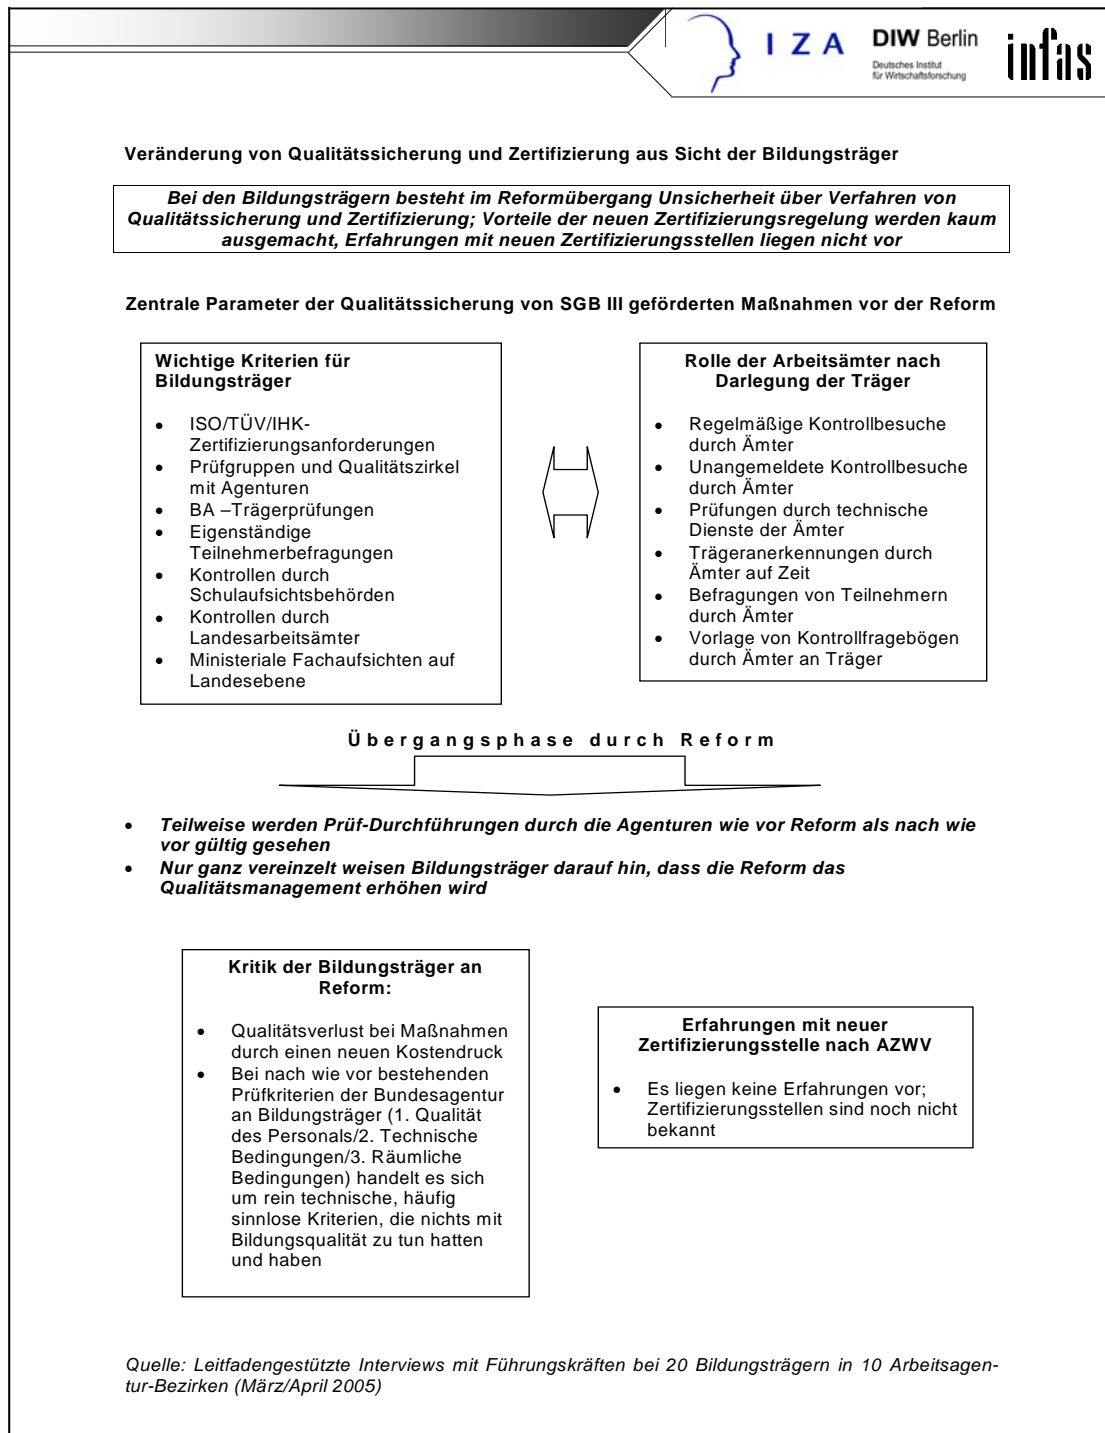 IZA
DIW Berlin
Deutsches Institut
für Wirtschaftsforschung
infas
Veränderung von Qualitätssicherung und Zertifizierung aus Sicht der Bildungsträger
Bei den Bildungsträgern besteht im Reformübergang Unsicherheit über Verfahren von
Qualitätssicherung und Zertifizierung; Vorteile der neuen Zertifizierungsregelung werden kaum
ausgemacht, Erfahrungen mit neuen Zertifizierungsstellen liegen nicht vor
Zentrale Parameter der Qualitätssicherung von SGB III geförderten Maßnahmen vor der Reform
Wichtige Kriterien für
Bildungsträger
• ISO/TÜV/IHK-
Zertifizierungsanforderungen
• Prüfgruppen und Qualitätszirkel
mit Agenturen
• BA –Trägerprüfungen
• Eigenständige
Teilnehmerbefragungen
• Kontrollen durch
Schulaufsichtsbehörden
• Kontrollen durch
Landesarbeitsämter
• Ministeriale Fachaufsichten auf
Landesebene
Rolle der Arbeitsämter nach
Darlegung der Träger
• Regelmäßige Kontrollbesuche
durch Ämter
• Unangemeldete Kontrollbesuche
durch Ämter
• Prüfungen durch technische
Dienste der Ämter
• Trägeranerkennungen durch
Ämter auf Zeit
• Befragungen von Teilnehmern
durch Ämter
• Vorlage von Kontrollfragebögen
durch Ämter an Träger
Übergangsphase durch Reform
• Teilweise werden Prüf-Durchführungen durch die Agenturen wie vor Reform als nach wie
vor gültig gesehen
• Nur ganz vereinzelt weisen Bildungsträger darauf hin, dass die Reform das
Qualitätsmanagement erhöhen wird
Kritik der Bildungsträger an
Reform:
• Qualitätsverlust bei Maßnahmen
durch einen neuen Kostendruck
• Bei nach wie vor bestehenden
Prüfkriterien der Bundesagentur
an Bildungsträger (1. Qualität
des Personals/2. Technische
Bedingungen/3. Räumliche
Bedingungen) handelt es sich
um rein technische, häufig
sinnlose Kriterien, die nichts mit
Bildungsqualität zu tun hatten
und haben
Erfahrungen mit neuer
Zertifizierungsstelle nach AZWV
• Es liegen keine Erfahrungen vor;
Zertifizierungsstellen sind noch nicht
bekannt
Quelle: Leitfadengestützte Interviews mit Führungskräften bei 20 Bildungsträgern in 10 Arbeitsagen-
tur-Bezirken (März/April 2005)